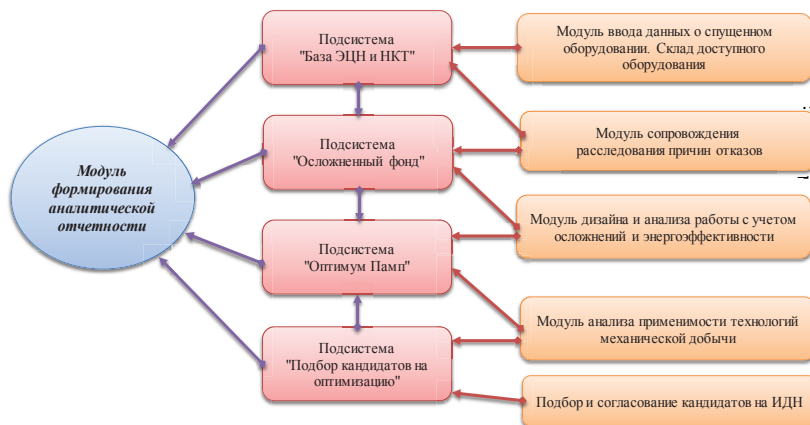 Модуль
формирования
аналитической
отчетности
Подсистема
"База ЭЦН и НКТ"
Подсистема
"Осложненный фонд"
Подсистема
"Оптимум Памп"
Подсистема
"Подбор кандидатов на
оптимизацию"
Модуль ввода данных о спущенном
оборудовании. Склад доступного
оборудования
Модуль сопровождения
расследования причин отказов
Модуль дизайна и анализа работы с учетом
осложнений и энергоэффективности
Модуль анализа применимости технологий
механической добычи
Подбор и согласование кандидатов на ИДН